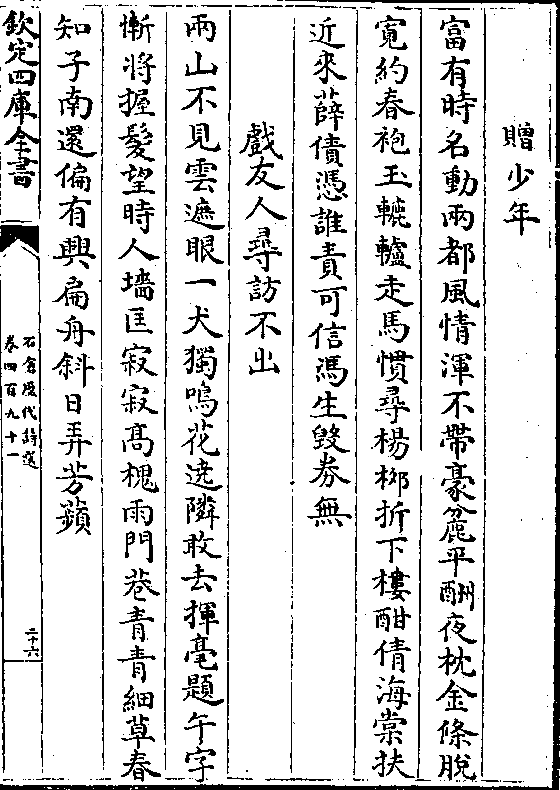 贈少年
富有時名動兩都風情渾不帶豪麄平酬夜枕金條脫
寛約春袍玉轆轤走馬慣尋楊柳折下樓酣倩海棠扶
近來薛債憑誰責可信馮生毀券無
戲友人尋訪不出
兩山不見雲遮眼一犬獨鳴花遶隣敢去揮毫題午字
慚將握髮望時人墻匡寂寂髙槐雨門巷青青細草春
知子南還偏有興扁舟斜日弄芳蘋
欽定四庫全書
石倉歴代詩選
卷四百九十一
二十六